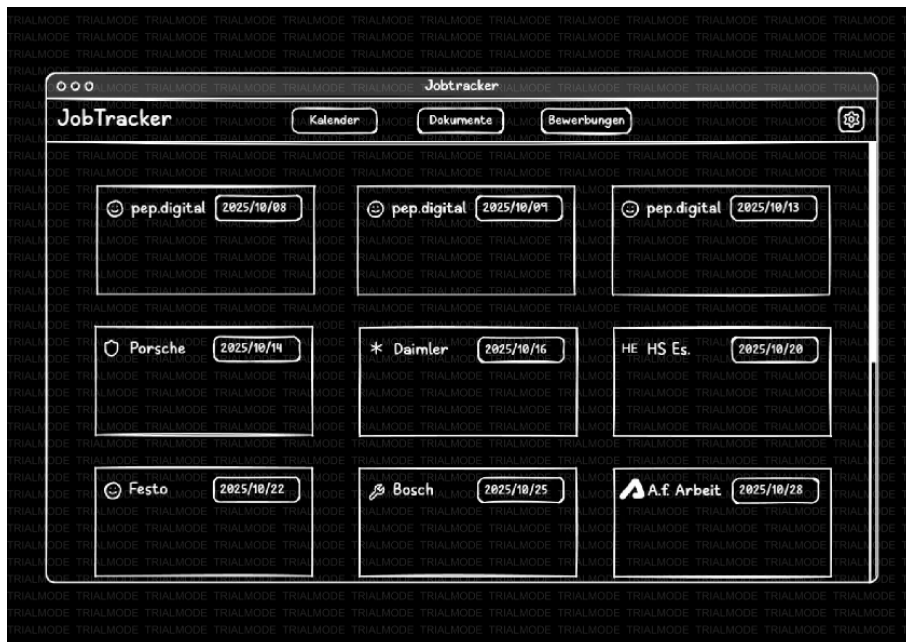 Jobtracker
JobTracker Kalender Dokumente Bewerbungen
pep.digital 2025/10/08 pep.digital 2025/10/09 pep.digital 2025/10/13
Porsche 2025/10/14 Daimler 2025/10/16 HE HS Es. 2025/10/20
Festo 2025/10/22 Bosch 2025/10/25 A.f. Arbeit 2025/10/28
TRIALMODE